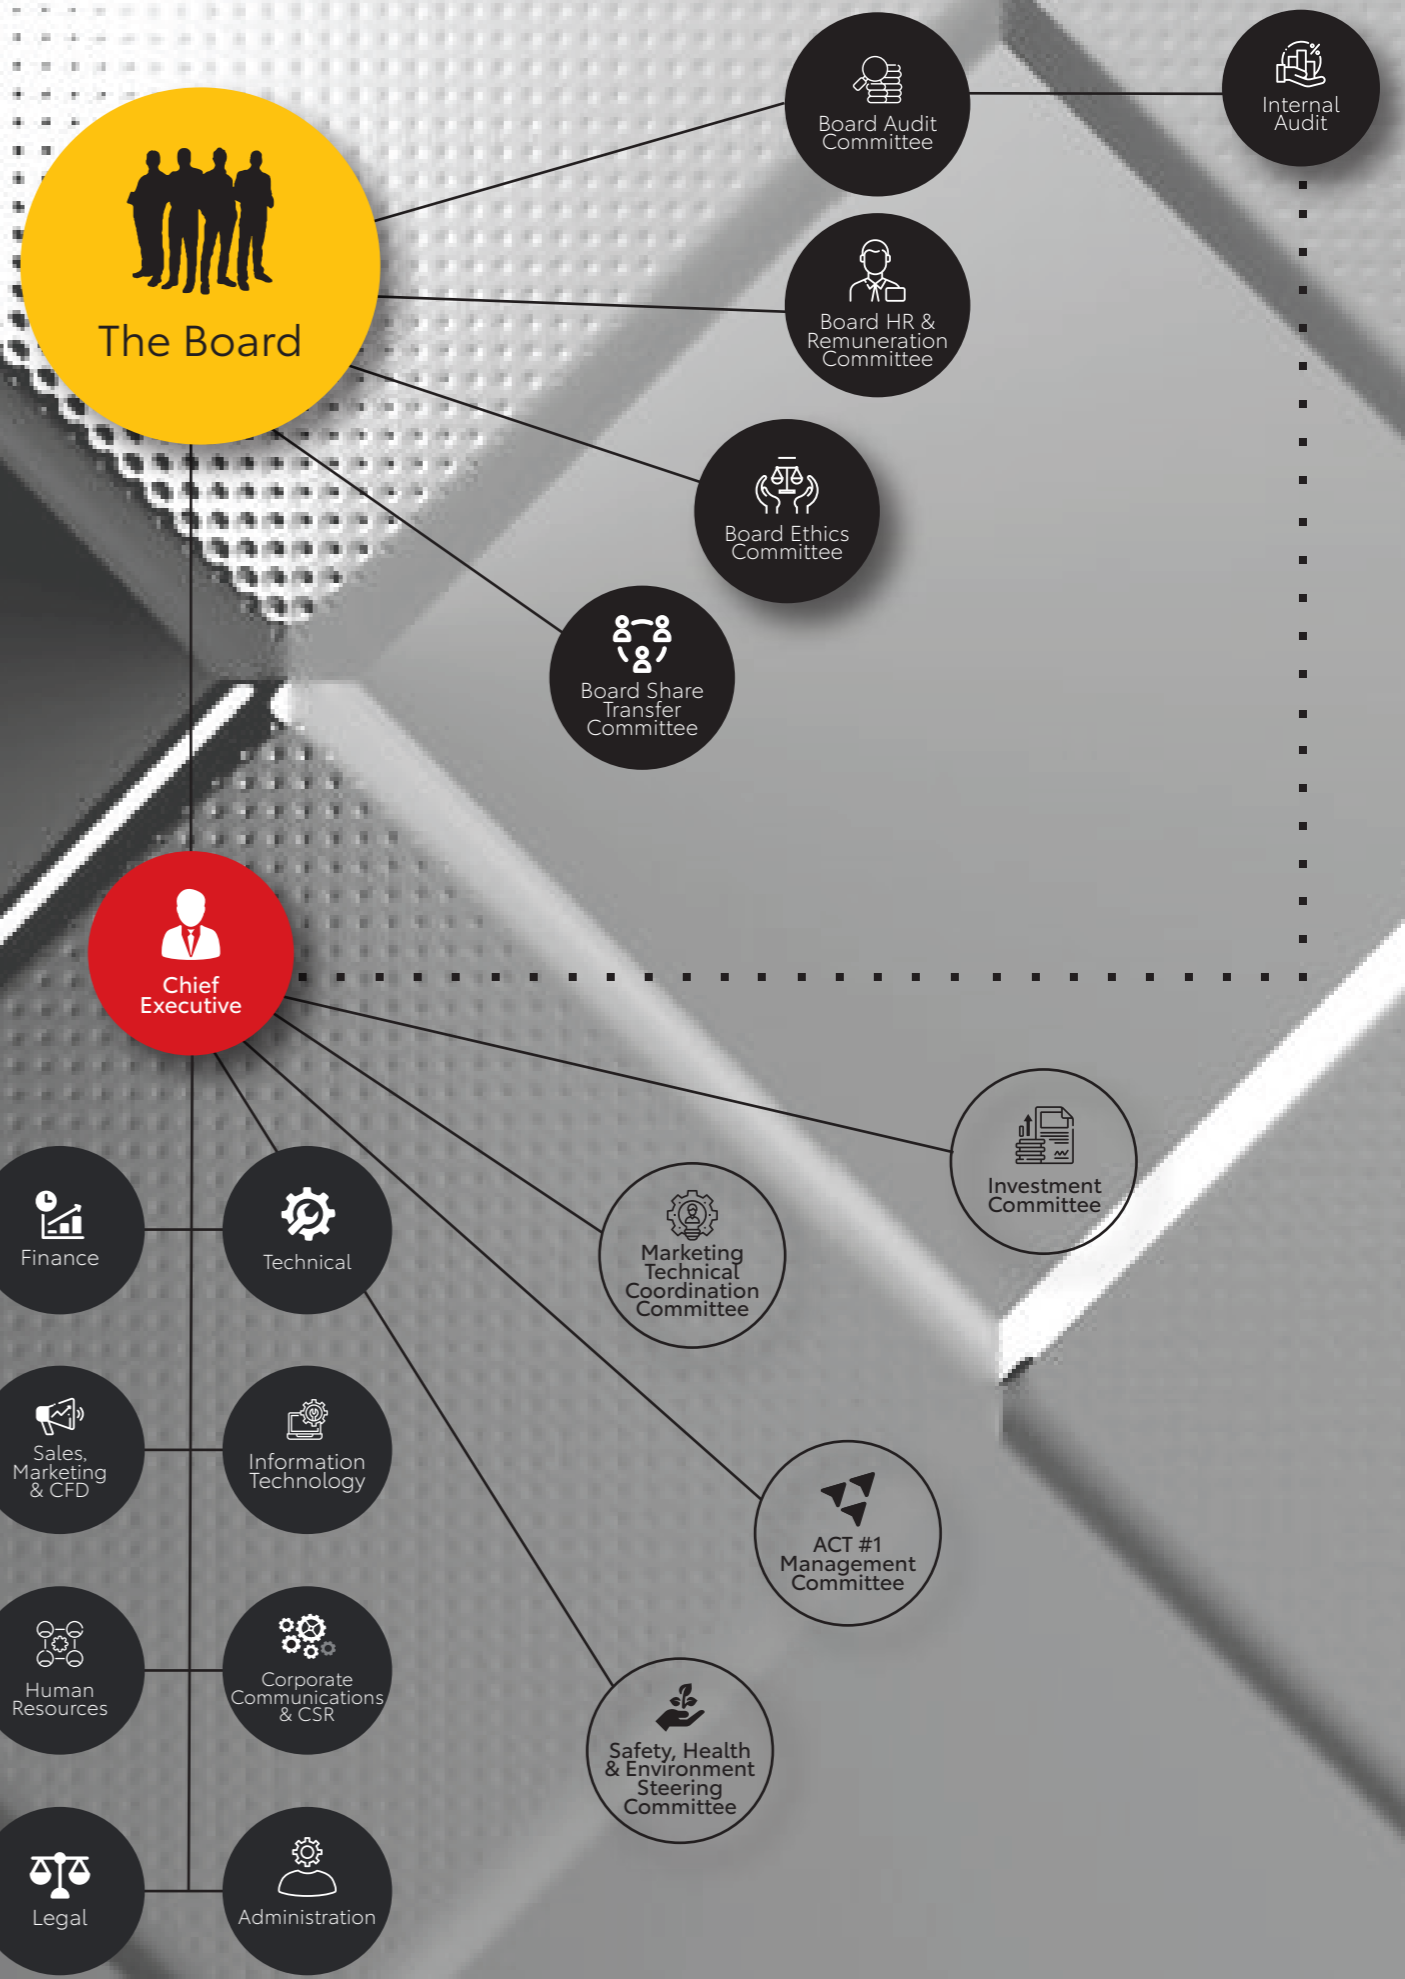 Board Audit
Committee
Internal
Audit
The Board
Board HR &
Remuneration
Committee
Board Ethics
Committee
Board Share
Transfer
Committee
Chief
Executive
Investment
Committee
Marketing
Technical
Coordination
Committee
Finance
Technical
Sales,
Marketing
& CFD
Information
Technology
ACT #1
Management
Committee
Human
Resources
Corporate
Communications
& CSR
Safety, Health
& Environment
Steering
Committee
Legal
Administration